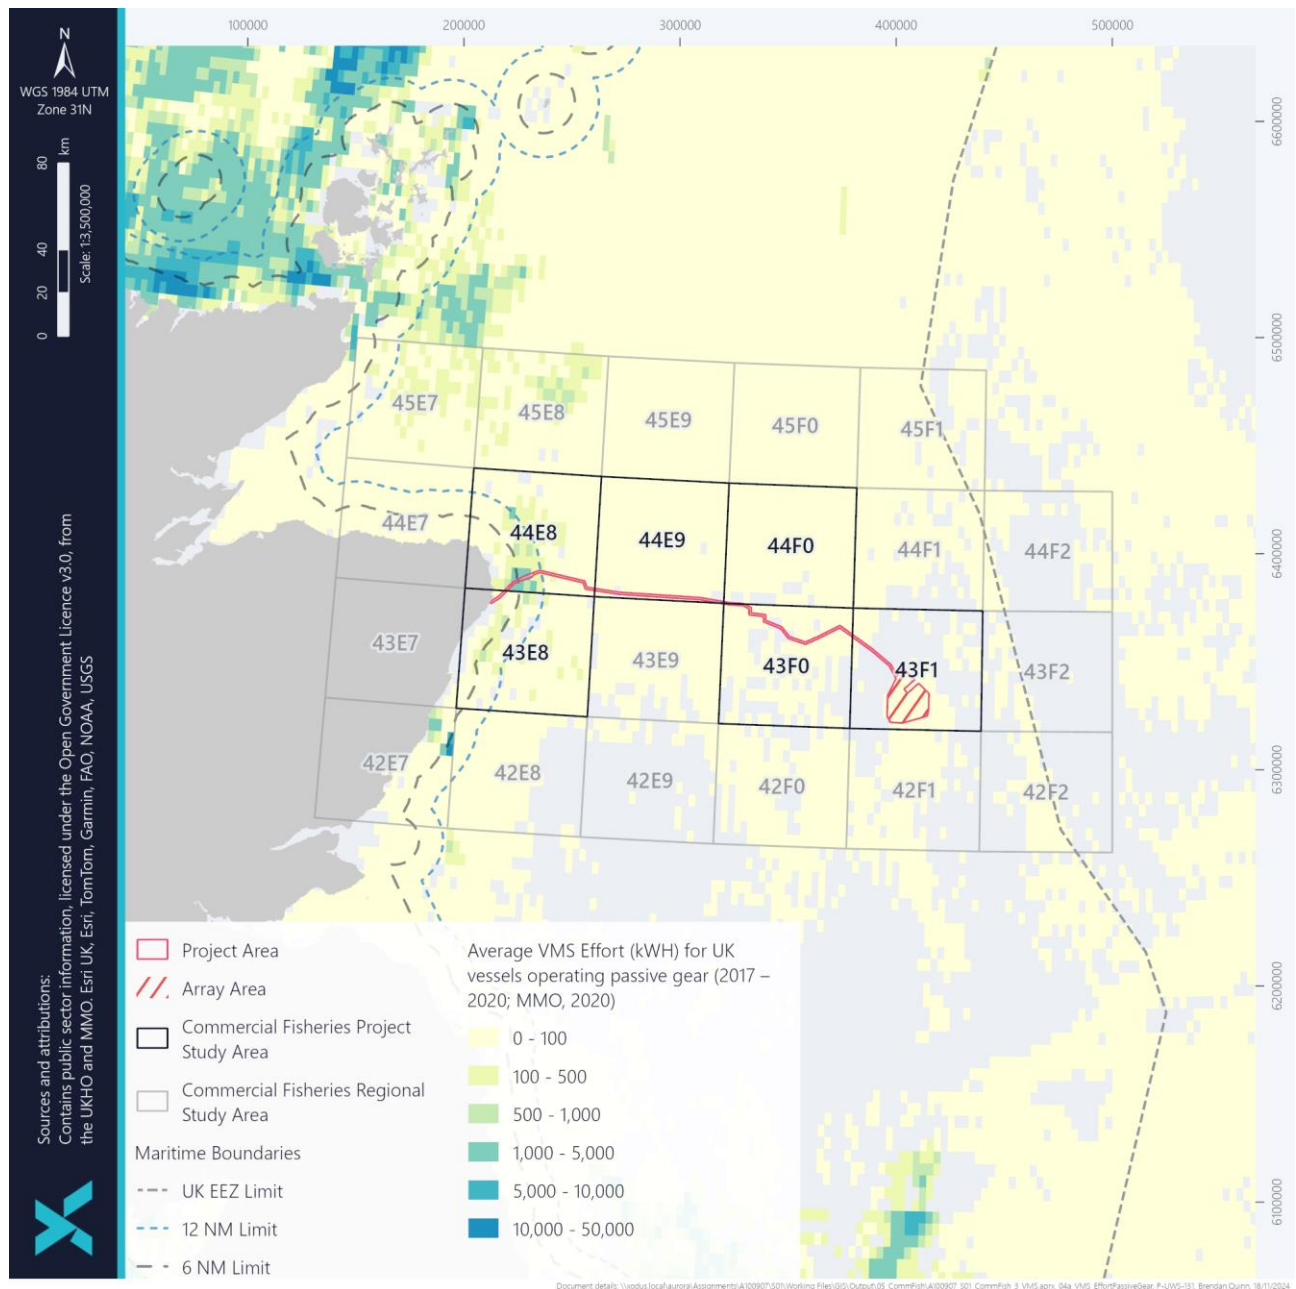 100000
200000
300000
400000
500000
N
WGS 1984 UTM
Zone 31N
80
km
40
20
0
Scale: 1:3,500,000
6600000
6500000
6400000
6300000
6200000
6100000
45E7
45E8
45E9
45F0
45F1
44E7
44E8
44E9
44F0
44F1
44F2
43E7
43E8
43E9
43F0
43F1
43F2
42E7
42E8
42E9
42F0
42F1
42F2
Sources and attributions:
Contains public sector information, licensed under the Open Government Licence v3.0, from
the UKHO and MMO. Esri UK, Esri, TomTom, Garmin, FAO, NOAA, USGS
Project Area
Array Area
Commercial Fisheries Project
Study Area
Commercial Fisheries Regional
Study Area
Maritime Boundaries
UK EEZ Limit
12 NM Limit
6 NM Limit
Average VMS Effort (kWH) for UK
vessels operating passive gear (2017 –
2020; MMO, 2020)
0 - 100
100 - 500
500 - 1,000
1,000 - 5,000
5,000 - 10,000
10,000 - 50,000
Brendan Quinn, 18/11/2024